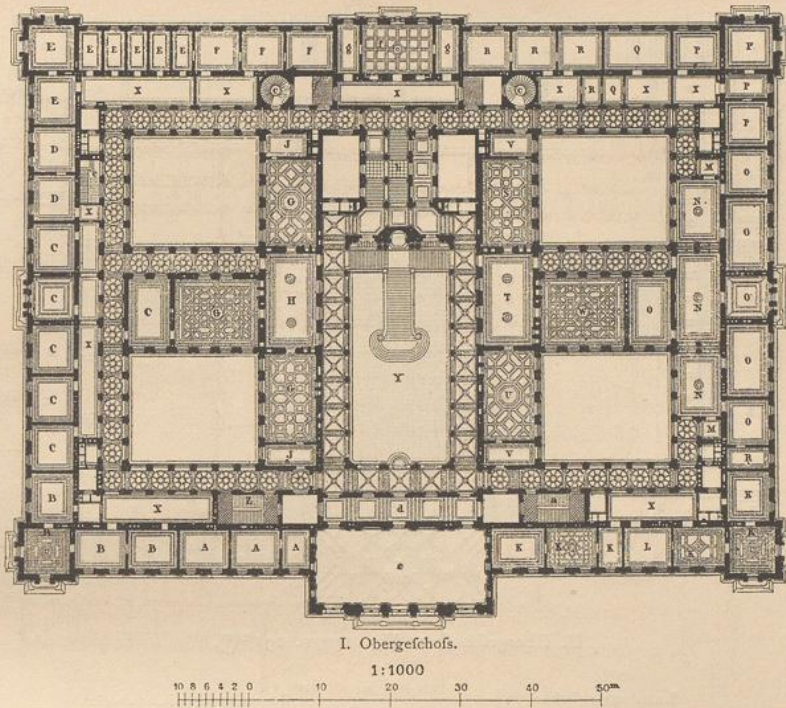 E E E E E E F F F g f g R R R Q P P
E X X C X C X R Q X X P
D J h V P
D c M O
X G S N
C O
C C G H T W O N O
C X O
C G Y U N
C M O
J V R
B X Z d a X K
B B B A A A e K K L K
I. Obergeſchoſs.
1:1000
10 8 6 4 2 0 10 20 30 40 50m